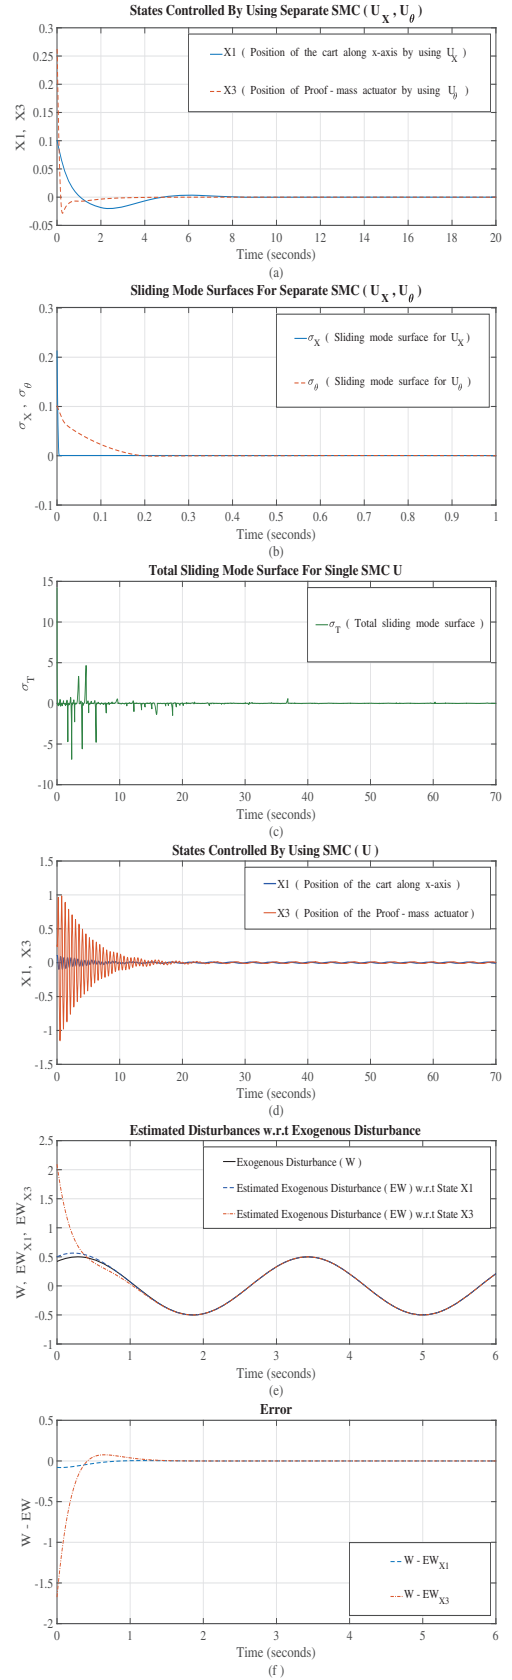 States Controlled By Using Separate SMC ( U_X , U_θ )
X1 ( Position of the cart along x-axis by using U_X )
X3 ( Position of Proof - mass actuator by using U_θ )
X1, X3
0.3
0.25
0.2
0.15
0.1
0.05
0
-0.05
0 2 4 6 8 10 12 14 16 18 20
Time (seconds)
(a)
Sliding Mode Surfaces For Separate SMC ( U_X , U_θ )
σ_X ( Sliding mode surface for U_X )
σ_θ ( Sliding mode surface for U_θ )
σ_X , σ_θ
0.3
0.2
0.1
0
-0.1
0 0.1 0.2 0.3 0.4 0.5 0.6 0.7 0.8 0.9 1
Time (seconds)
(b)
Total Sliding Mode Surface For Single SMC U
σ_T ( Total sliding mode surface )
σ_T
15
10
5
0
-5
-10
0 10 20 30 40 50 60 70
Time (seconds)
(c)
States Controlled By Using SMC ( U )
X1 ( Position of the cart along x-axis )
X3 ( Position of the Proof - mass actuator)
X1, X3
1.5
1
0.5
0
-0.5
-1
-1.5
0 10 20 30 40 50 60 70
Time (seconds)
(d)
Estimated Disturbances w.r.t Exogenous Disturbance
Exogenous Disturbance ( W )
Estimated Exogenous Disturbance ( EW ) w.r.t State X1
Estimated Exogenous Disturbance ( EW ) w.r.t State X3
W, EW_X1, EW_X3
2.5
2
1.5
1
0.5
0
-0.5
-1
0 1 2 3 4 5 6
Time (seconds)
(e)
Error
W - EW
0.5
0
-0.5
-1
-1.5
-2
W - EW_X1
W - EW_X3
0 1 2 3 4 5 6
Time (seconds)
(f )